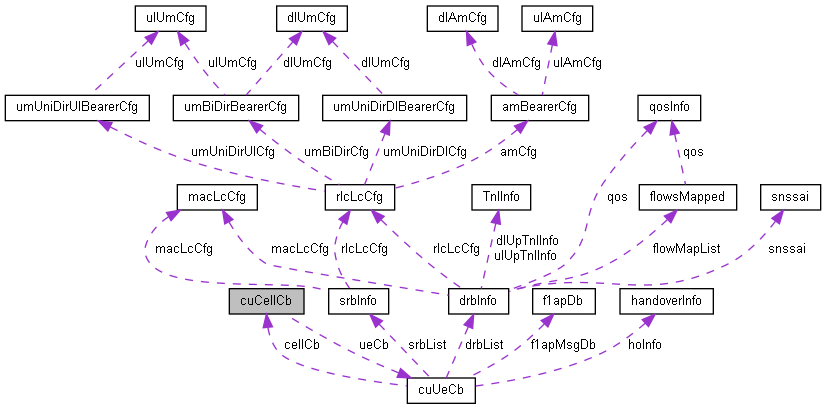 ulUmCfg
dlUmCfg
dlAmCfg
ulAmCfg
ulUmCfg
ulUmCfg
dlUmCfg
dlUmCfg
dlAmCfg
ulAmCfg
umUniDirUlBearerCfg
umBiDirBearerCfg
umUniDirDlBearerCfg
amBearerCfg
qosInfo
umUniDirUlCfg
umBiDirCfg
umUniDirDlCfg
amCfg
qos
macLcCfg
rlcLcCfg
TnlInfo
qos
flowsMapped
snssai
macLcCfg
macLcCfg
rlcLcCfg
rlcLcCfg
dlUpTnlInfo
ulUpTnlInfo
flowMapList
snssai
cuCellCb
srbInfo
drbInfo
f1apDb
handoverInfo
cellCb
ueCb
srbList
drbList
f1apMsgDb
hoInfo
cuUeCb